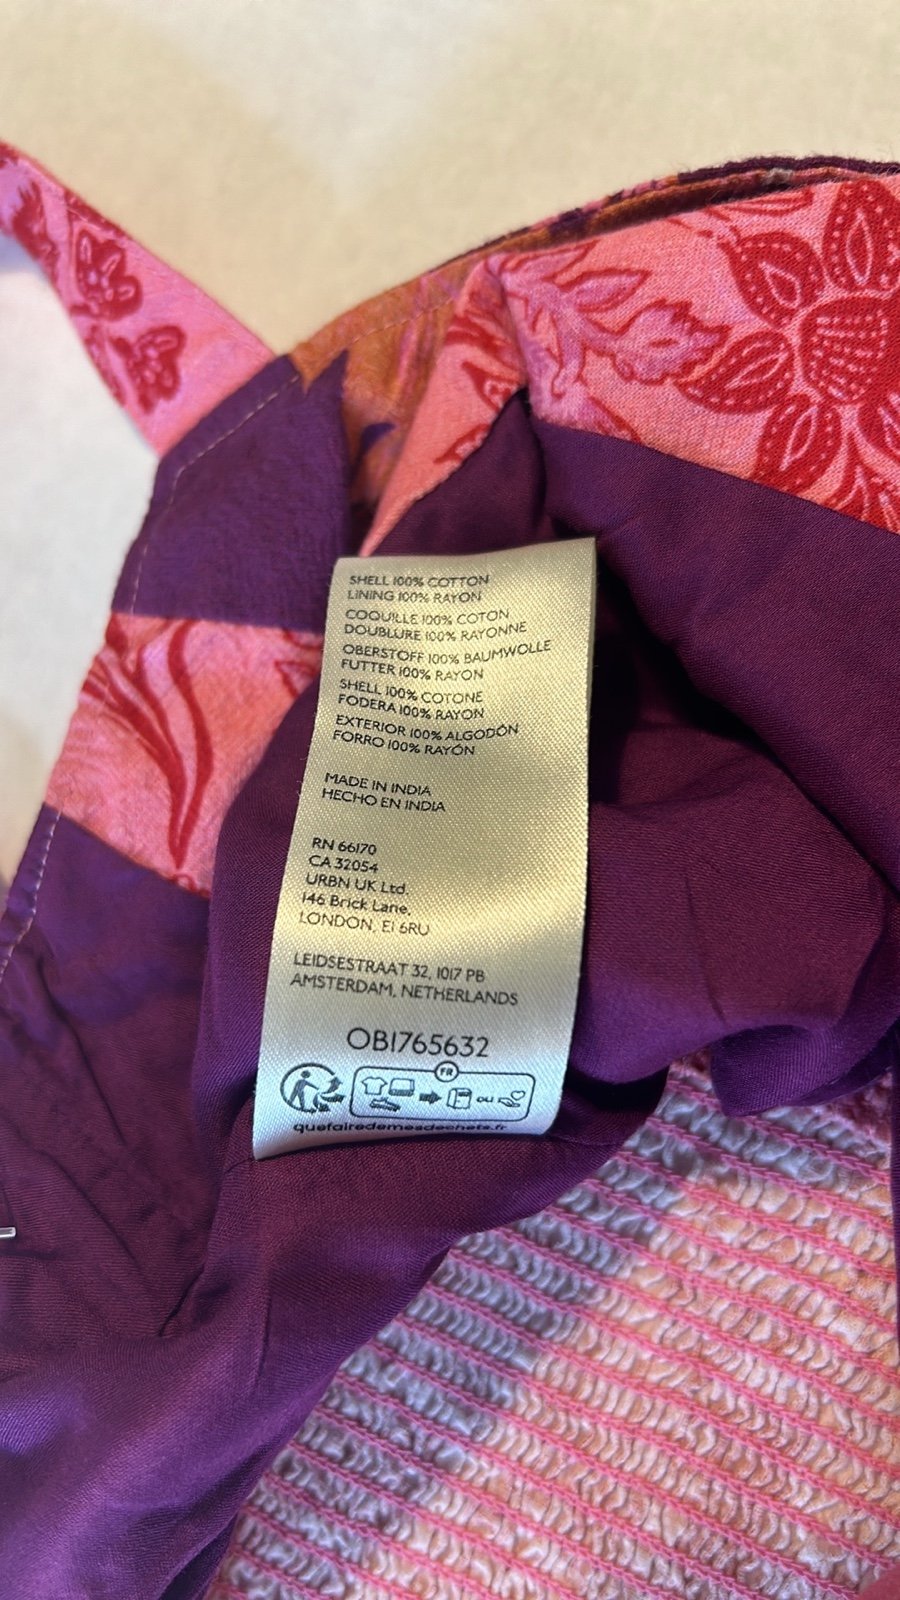 SHELL 100% COTTON
LINING 100% RAYON
COQUILLE 100% COTON
DOUBLURE 100% RAYONNE
OBERSTOFF 100% BAUMWOLLE
FUTTER 100% RAYON
SHELL 100% COTONE
FODERA 100% RAYON
EXTERIOR 100% ALGODÓN
FORRO 100% RAYÓN
MADE IN INDIA
HECHO EN INDIA
RN 66170
CA 32054
URBN UK Ltd.
146 Brick Lane,
LONDON, E1 6RU
LEIDSESTRAAT 32, 1017 PB
AMSTERDAM, NETHERLANDS
OB1765632
FR
OU
quefairedemesdechets.fr